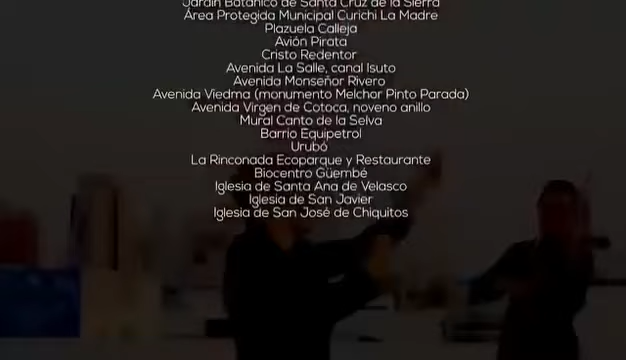 Jardín Botánico de Santa Cruz de la Sierra
Área Protegida Municipal Curichi La Madre
Plazuela Calleja
Avión Pirata
Cristo Redentor
Avenida La Salle, canal Isuto
Avenida Monseñor Rivero
Avenida Viedma (monumento Melchor Pinto Parada)
Avenida Virgen de Cotoca, noveno anillo
Mural Canto de la Selva
Barrio Equipetrol
Urubó
La Rinconada Ecoparque y Restaurante
Biocentro Güembé
Iglesia de Santa Ana de Velasco
Iglesia de San Javier
Iglesia de San José de Chiquitos